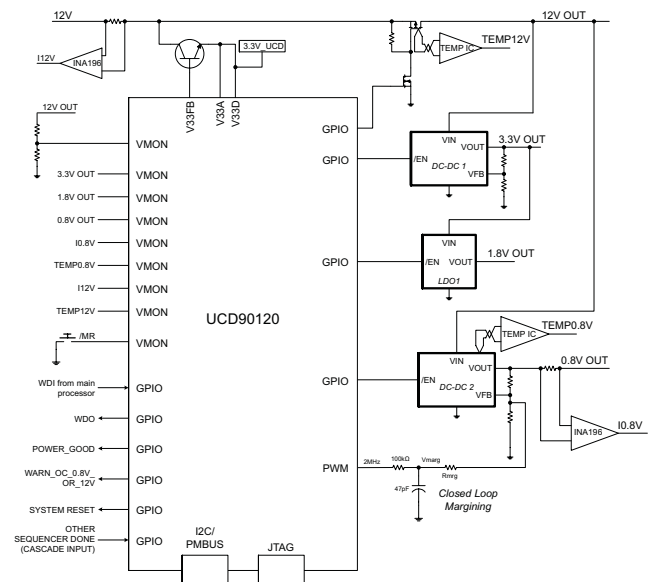 12V
12V OUT
3.3V_UCD
TEMP IC
TEMP12V
I12V
INA196
V33FB
V33A
V33D
12V OUT
GPIO
VMON
GPIO
VIN
VOUT
3.3V OUT
/EN
DC-DC 1
VFB
3.3V OUT
VMON
1.8V OUT
VMON
0.8V OUT
VMON
I0.8V
VMON
TEMP0.8V
VMON
I12V
VMON
TEMP12V
VMON
/MR
VMON
GPIO
VIN
/EN
VOUT
1.8V OUT
LDO1
UCD90120
TEMP IC
TEMP0.8V
VIN
VOUT
0.8V OUT
GPIO
/EN
DC-DC 2
VFB
INA196
I0.8V
WDI from main
processor
GPIO
WDO
GPIO
POWER_GOOD
GPIO
WARN_OC_0.8V_
OR_12V
GPIO
SYSTEM RESET
GPIO
OTHER
SEQUENCER DONE
(CASCADE INPUT)
GPIO
PWM
2MHz
100kΩ
Vmarg
Rmrg
47pF
Closed Loop
Margining
I2C/
PMBUS
JTAG